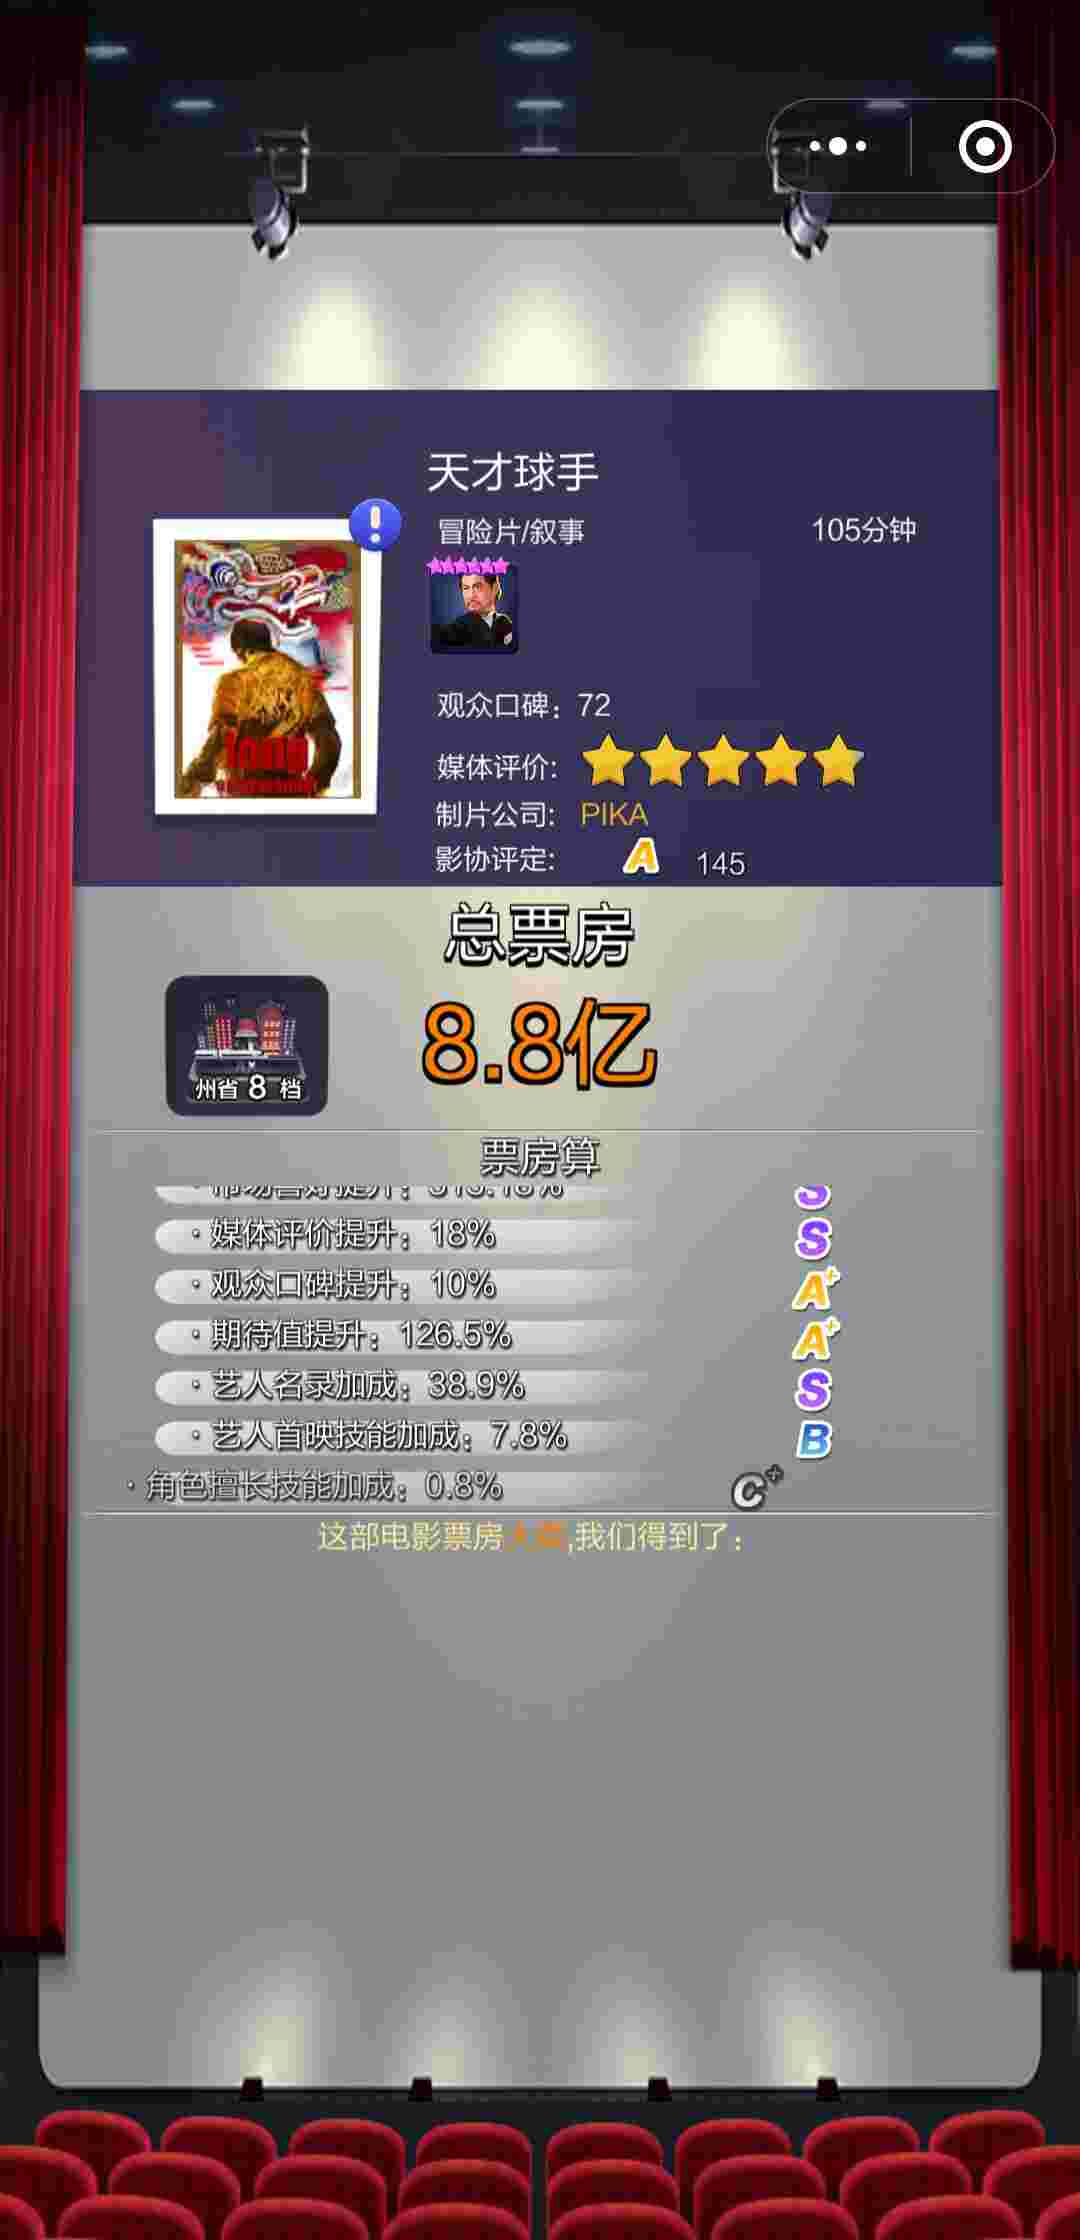 天才球手
冒险片/叙事
105分钟
long
观众口碑：72
媒体评价：
制片公司：PIKA
影协评定：
A 145
总票房
8.8亿
州省 8 档
票房算
S
·媒体评价提升：18% S
·观众口碑提升：10% A+
·期待值提升：126.5% A+
·艺人名录加成：38.9% S
·艺人首映技能加成：7.8% B
·角色擅长技能加成：0.8% C+
这部电影票房大卖,我们得到了：